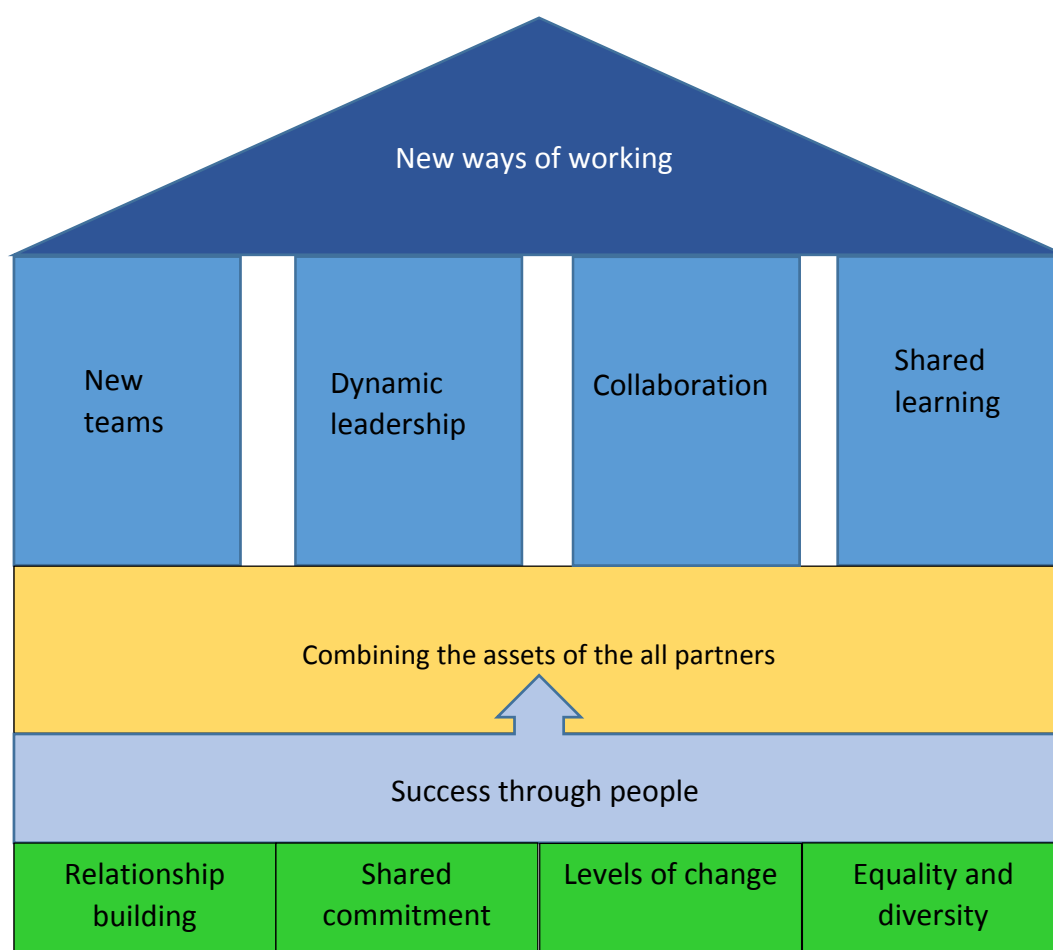 New ways of working
New
teams
Dynamic
leadership
Collaboration
Shared
learning
Combining the assets of the all partners
Success through people
Relationship
building
Shared
commitment
Levels of change
Equality and
diversity